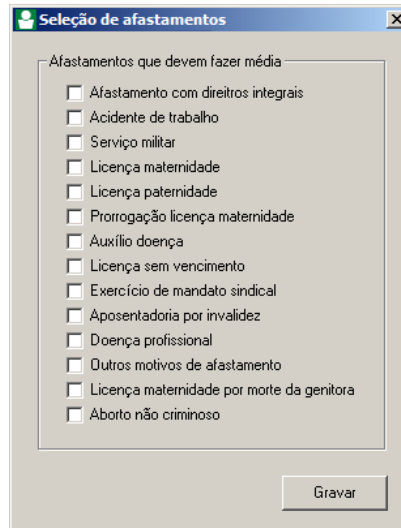 Seleção de afastamentos
Afastamentos que devem fazer média
Afastamento com direitros integrais
Acidente de trabalho
Serviço militar
Licença maternidade
Licença paternidade
Prorrogação licença maternidade
Auxílio doença
Licença sem vencimento
Exercício de mandato sindical
Aposentadoria por invalidez
Doença profissional
Outros motivos de afastamento
Licença maternidade por morte da genitora
Aborto não criminoso
Gravar